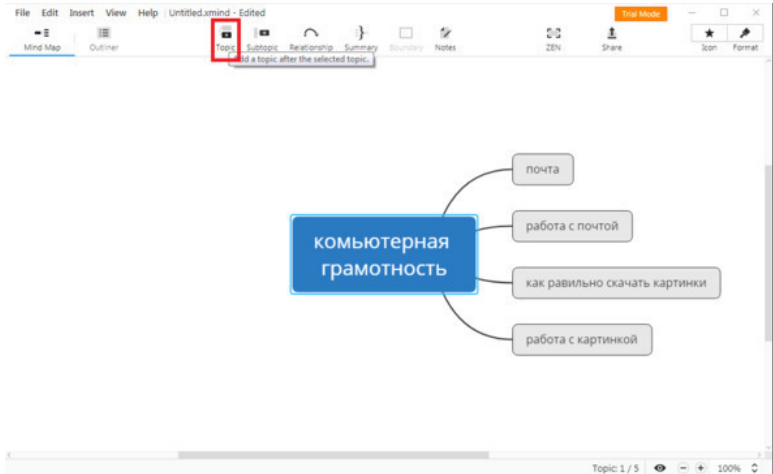 File Edit Insert View Help Untitled.xmind - Edited Trial Mode
Mind Map Outliner Topic Subtopic Relationship Summary Boundary Notes ZEN Share Icon Format
Add a topic after the selected topic.
почта
работа с почтой
комьютерная
грамотность
как равильно скачать картинки
работа с картинкой
Topic: 1 / 5 100%